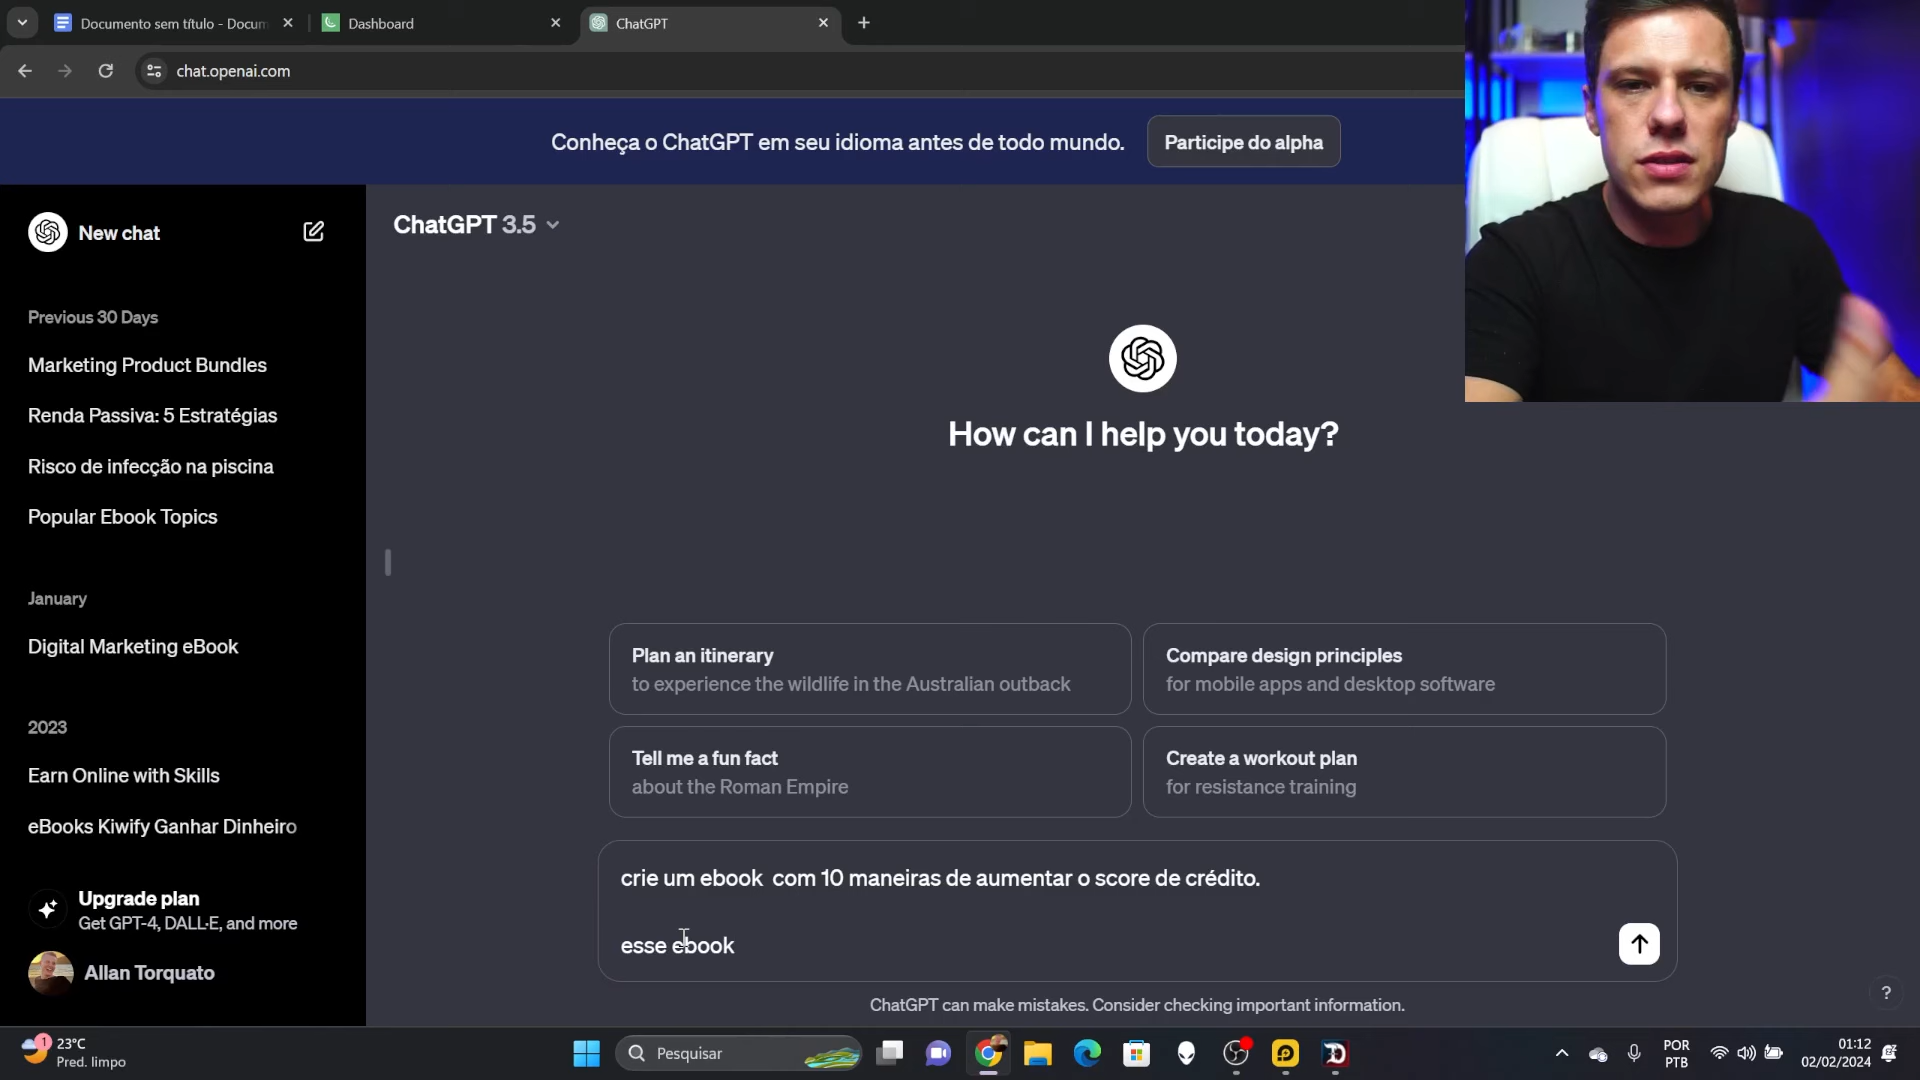 Documento sem título - Docum
Dashboard
ChatGPT
chat.openai.com
Conheça o ChatGPT em seu idioma antes de todo mundo.
Participe do alpha
New chat
ChatGPT 3.5
Previous 30 Days
Marketing Product Bundles
Renda Passiva: 5 Estratégias
Risco de infecção na piscina
Popular Ebook Topics
January
Digital Marketing eBook
2023
Earn Online with Skills
eBooks Kiwify Ganhar Dinheiro
Upgrade plan
Get GPT-4, DALL·E, and more
Allan Torquato
How can I help you today?
Plan an itinerary
to experience the wildlife in the Australian outback
Compare design principles
for mobile apps and desktop software
Tell me a fun fact
about the Roman Empire
Create a workout plan
for resistance training
crie um ebook  com 10 maneiras de aumentar o score de crédito.
esse ebook
ChatGPT can make mistakes. Consider checking important information.
?
1
23°C
Pred. limpo
Pesquisar
POR
PTB
01:12
02/02/2024